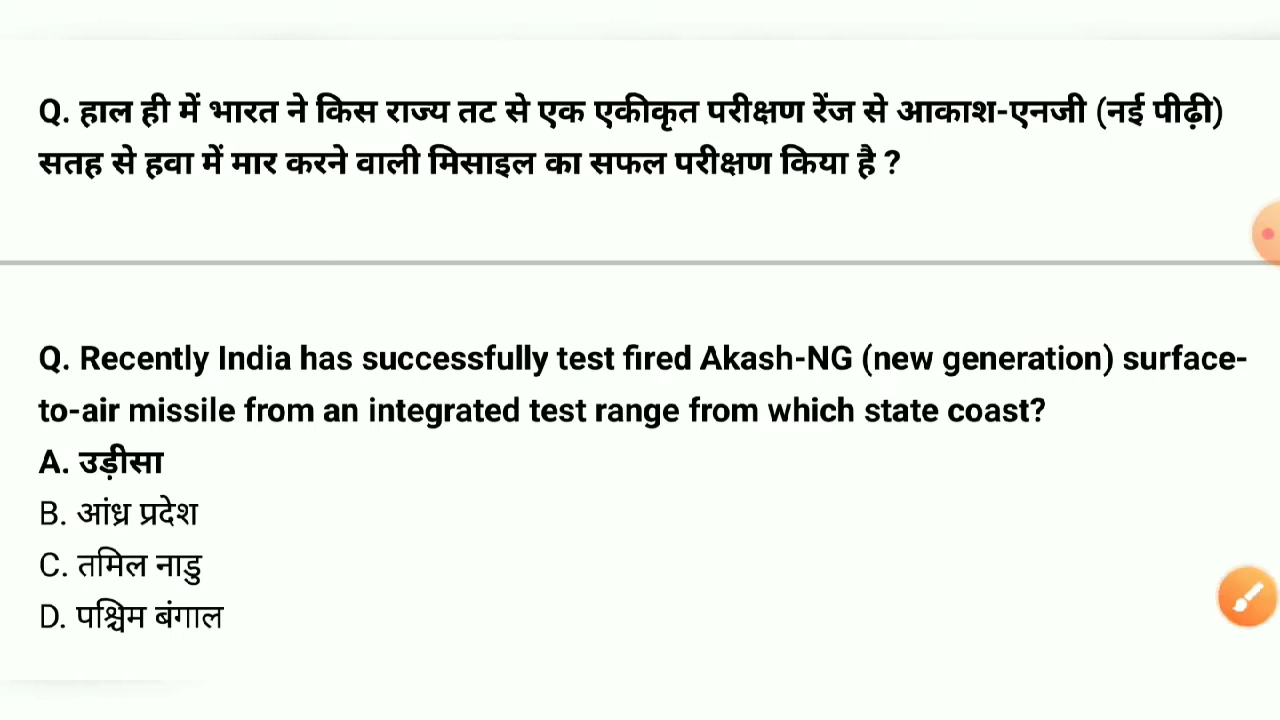 Q. हाल ही में भारत ने किस राज्य तट से एक एकीकृत परीक्षण रेंज से आकाश-एनजी (नई पीढ़ी)
सतह से हवा में मार करने वाली मिसाइल का सफल परीक्षण किया है ?
Q. Recently India has successfully test fired Akash-NG (new generation) surface-
to-air missile from an integrated test range from which state coast?
A. उड़ीसा
B. आंध्र प्रदेश
C. तमिल नाडु
D. पश्चिम बंगाल